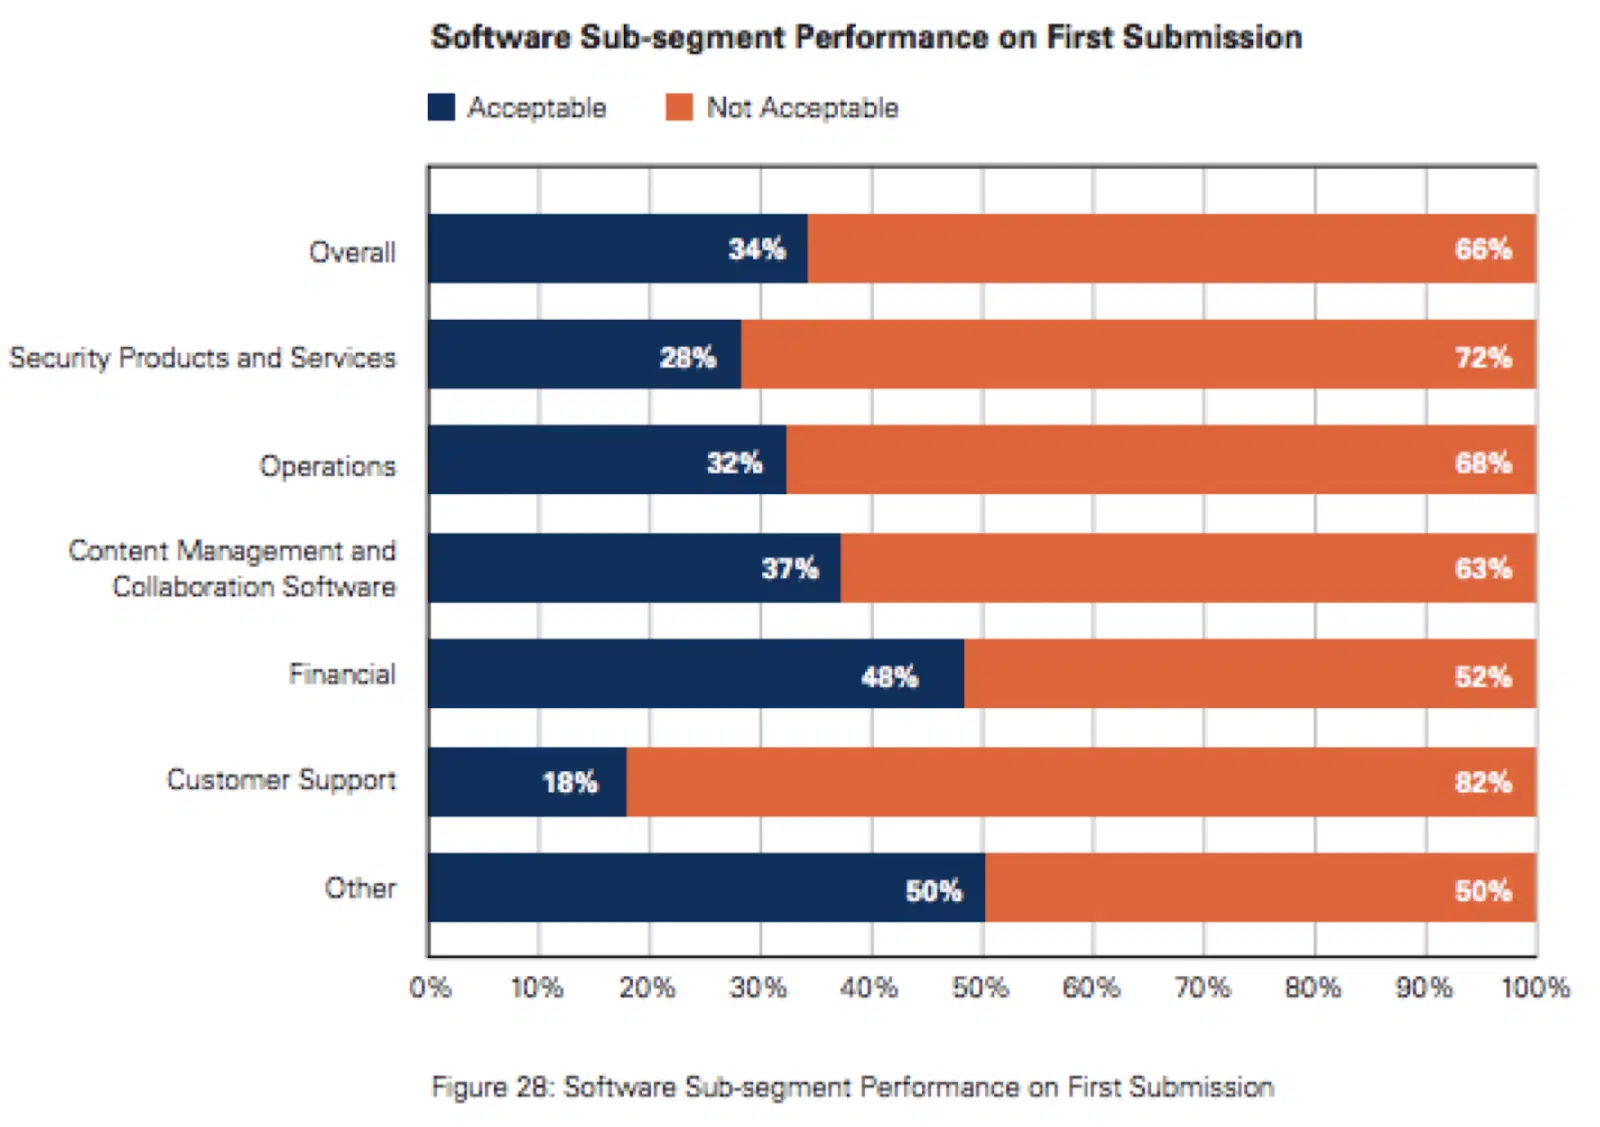 Software Sub-segment Performance on First Submission
Acceptable Not Acceptable
Overall 34% 66%
Security Products and Services 28% 72%
Operations 32% 68%
Content Management and
Collaboration Software 37% 63%
Financial 48% 52%
Customer Support 18% 82%
Other 50% 50%
0% 10% 20% 30% 40% 50% 60% 70% 80% 90% 100%
Figure 28: Software Sub-segment Performance on First Submission